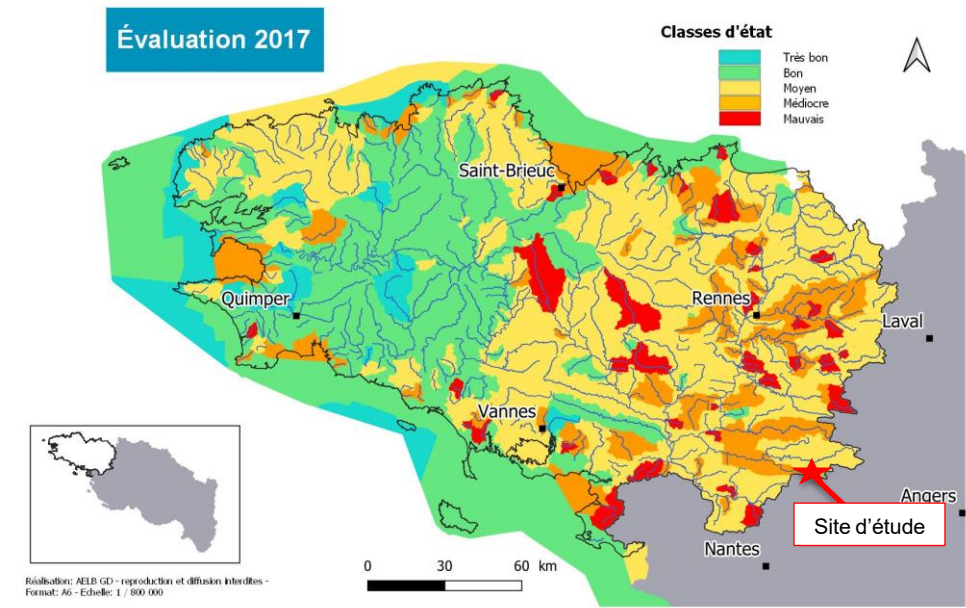 Évaluation 2017
Classes d'état
Très bon
Bon
Moyen
Médiocre
Mauvais
Saint-Brieuc
Quimper
Rennes
Laval
Vannes
Angers
Site d'étude
Nantes
0 30 60 km
Réalisation: AELB GD - reproduction et diffusion interdites -
Format: A6 - Echelle: 1 / 800 000